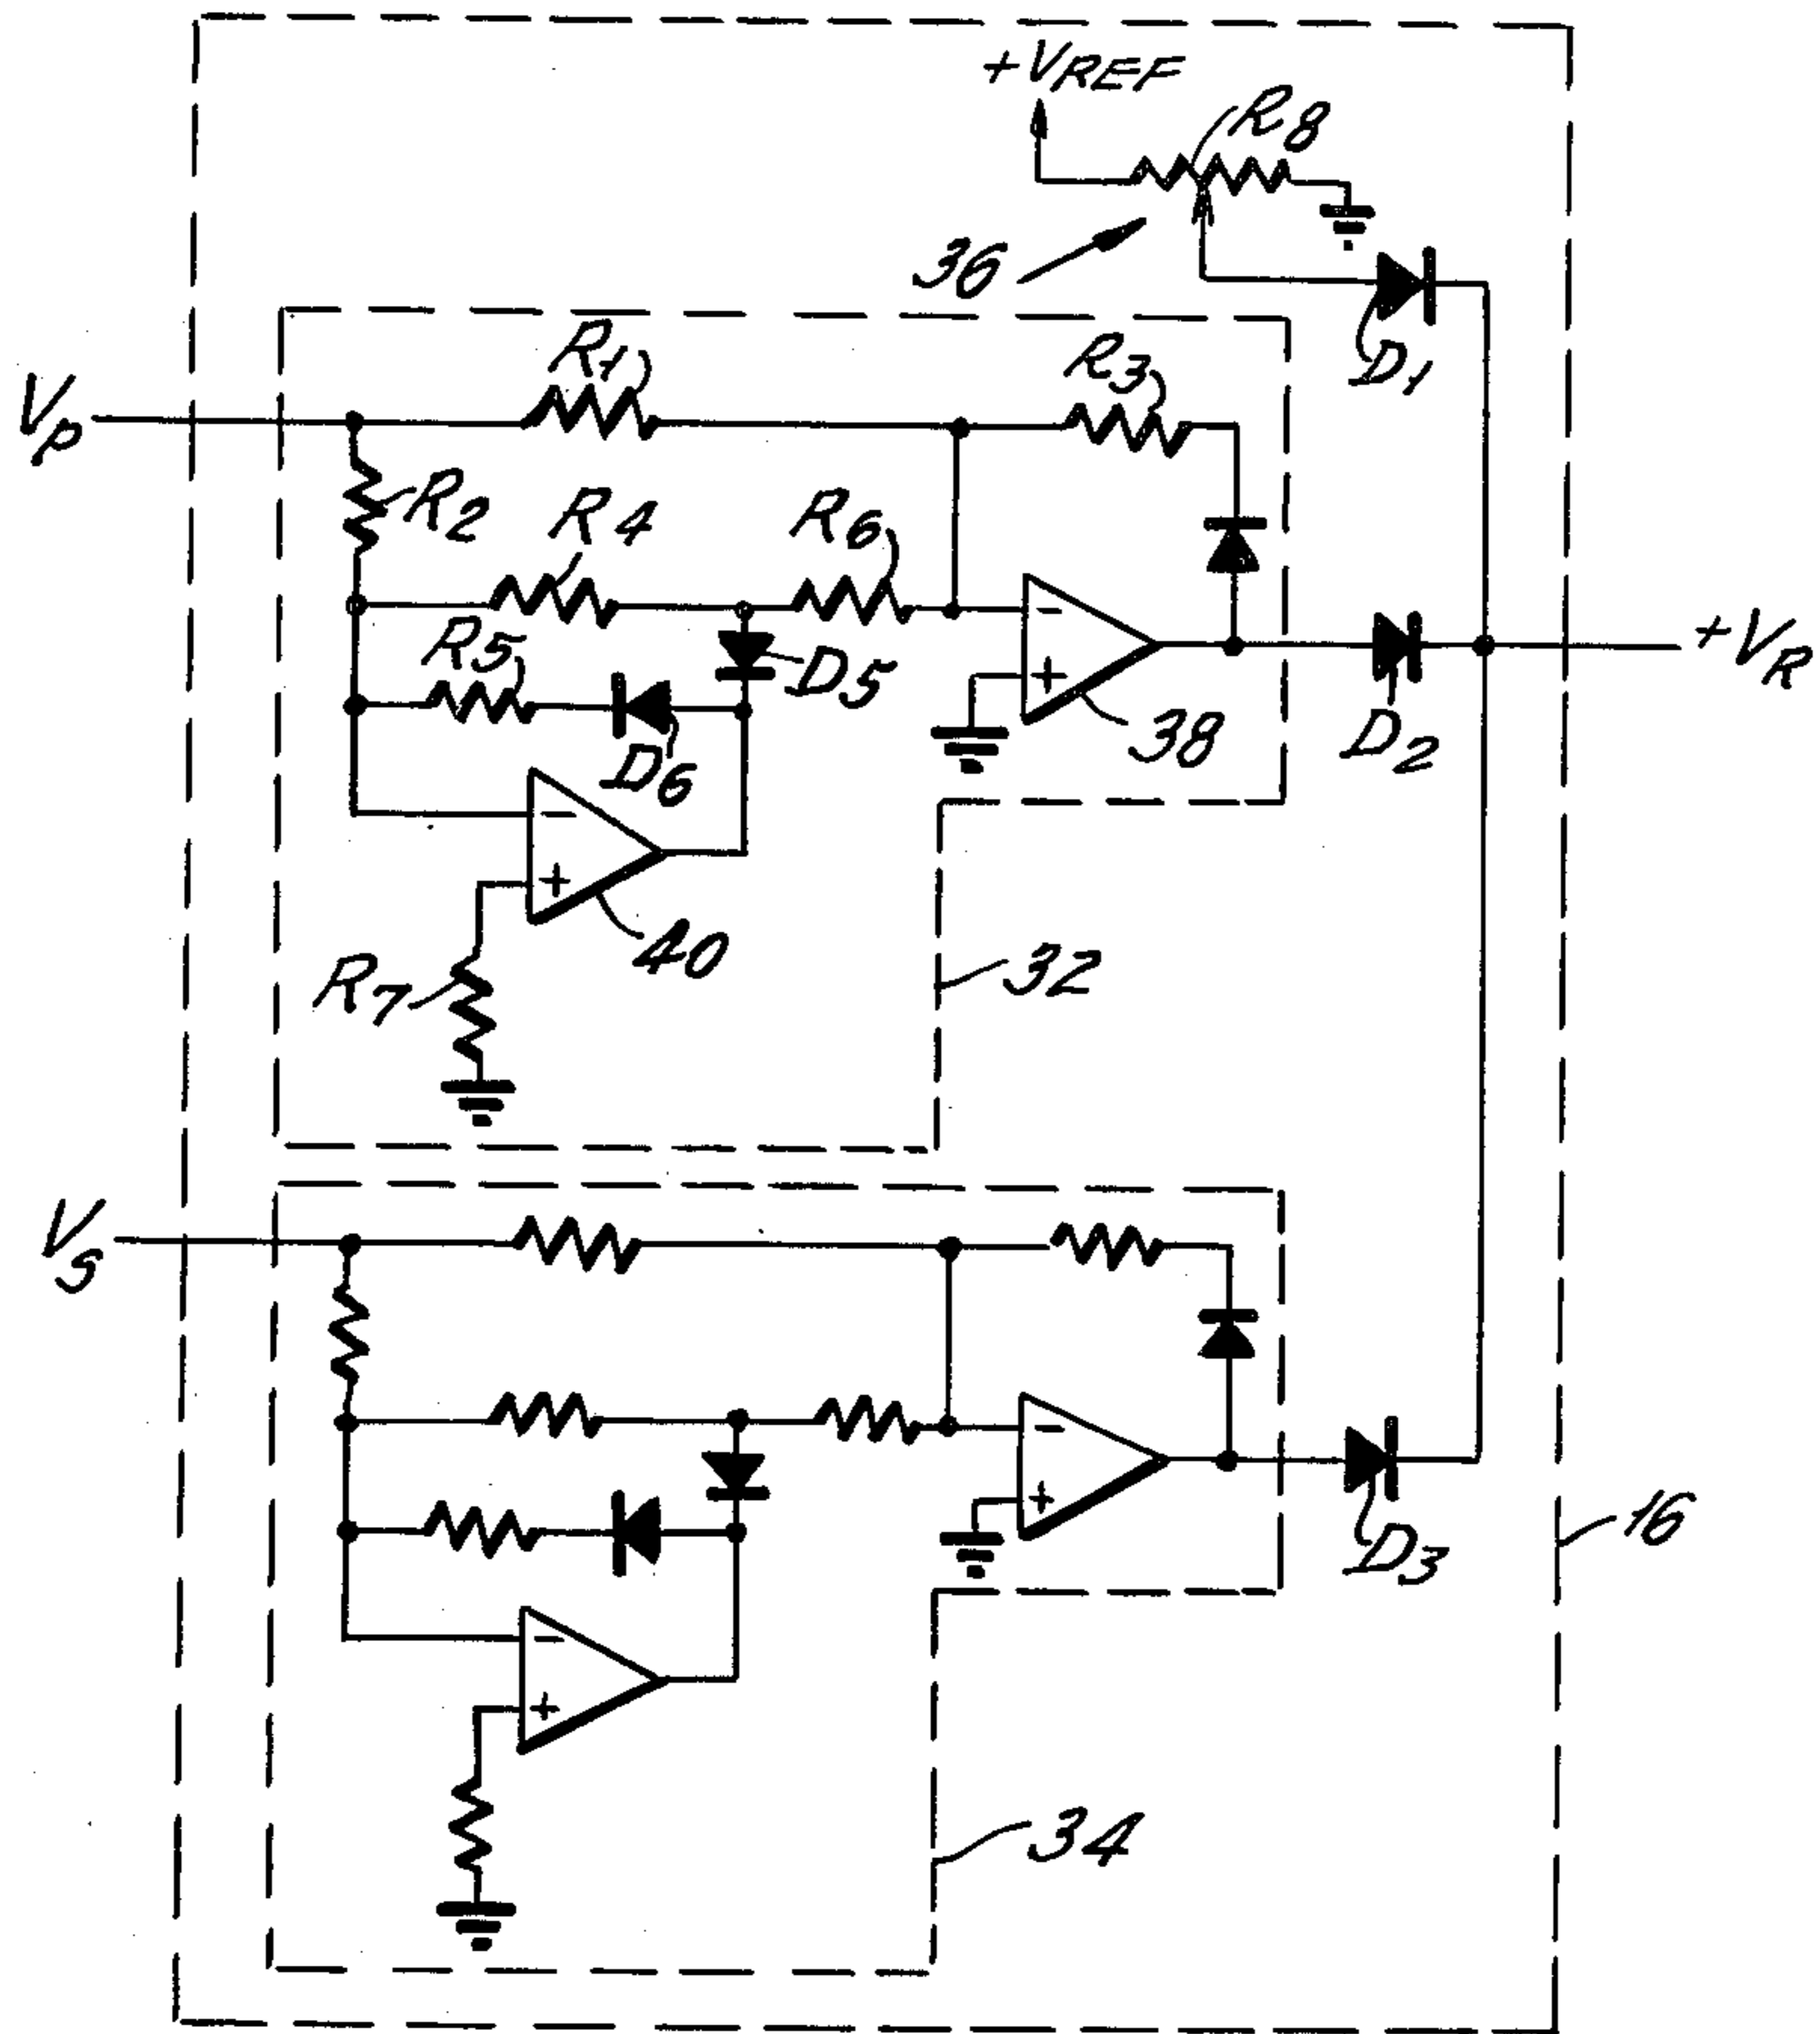 +VREF
R8
36
D1
VP
R1
R3
R2
R4
R6
R5
D5
D6
-
+
38
D2
+VR
-
+
40
R7
32
VS
-
+
D3
16
-
+
34